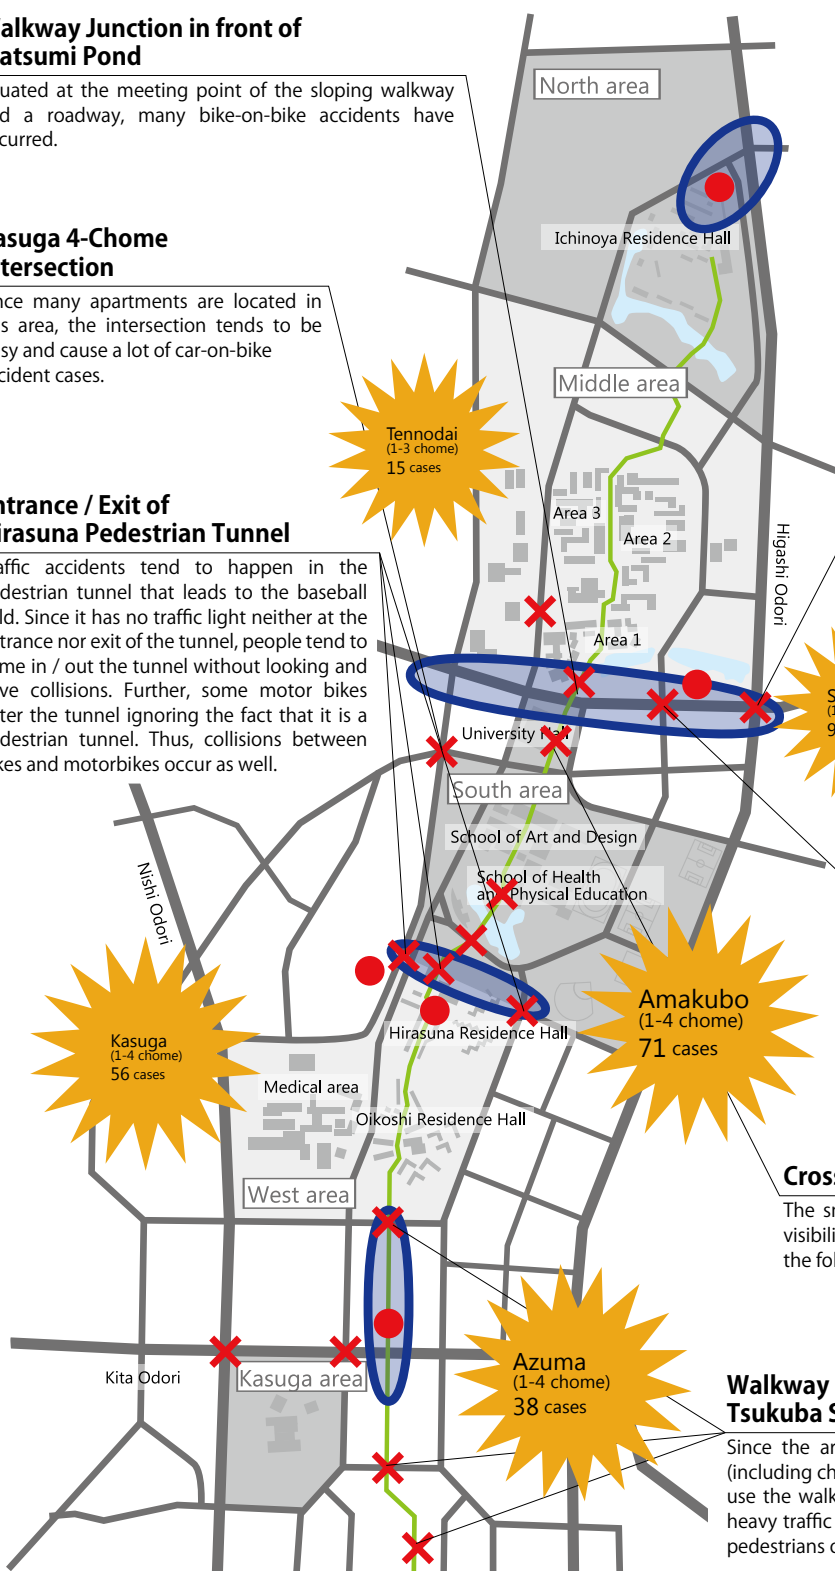 alkway Junction in front of
atsumi Pond
uated at the meeting point of the sloping walkway
d a roadway, many bike-on-bike accidents have
curred.
asuga 4-Chome
tersection
nce many apartments are located in
s area, the intersection tends to be
sy and cause a lot of car-on-bike
cident cases.
ntrance / Exit of
irasuna Pedestrian Tunnel
affic accidents tend to happen in the
destrian tunnel that leads to the baseball
ld. Since it has no traffic light neither at the
trance nor exit of the tunnel, people tend to
me in / out the tunnel without looking and
ve collisions. Further, some motor bikes
ter the tunnel ignoring the fact that it is a
destrian tunnel. Thus, collisions between
kes and motorbikes occur as well.
North area
Ichinoya Residence Hall
Middle area
Tennodai
(1-3 chome)
15 cases
Area 3
Area 2
Higashi Odori
Area 1
S
(1
9
University Hall
South area
School of Art and Design
School of Health
and Physical Education
Nishi Odori
Kasuga
(1-4 chome)
56 cases
Amakubo
(1-4 chome)
71 cases
Hirasuna Residence Hall
Medical area
Oikoshi Residence Hall
West area
Cross
The sm
visibili
the fol
Azuma
(1-4 chome)
38 cases
Kita Odori
Kasuga area
Walkway
Tsukuba S
Since the ar
(including ch
use the walk
heavy traffic
pedestrians o